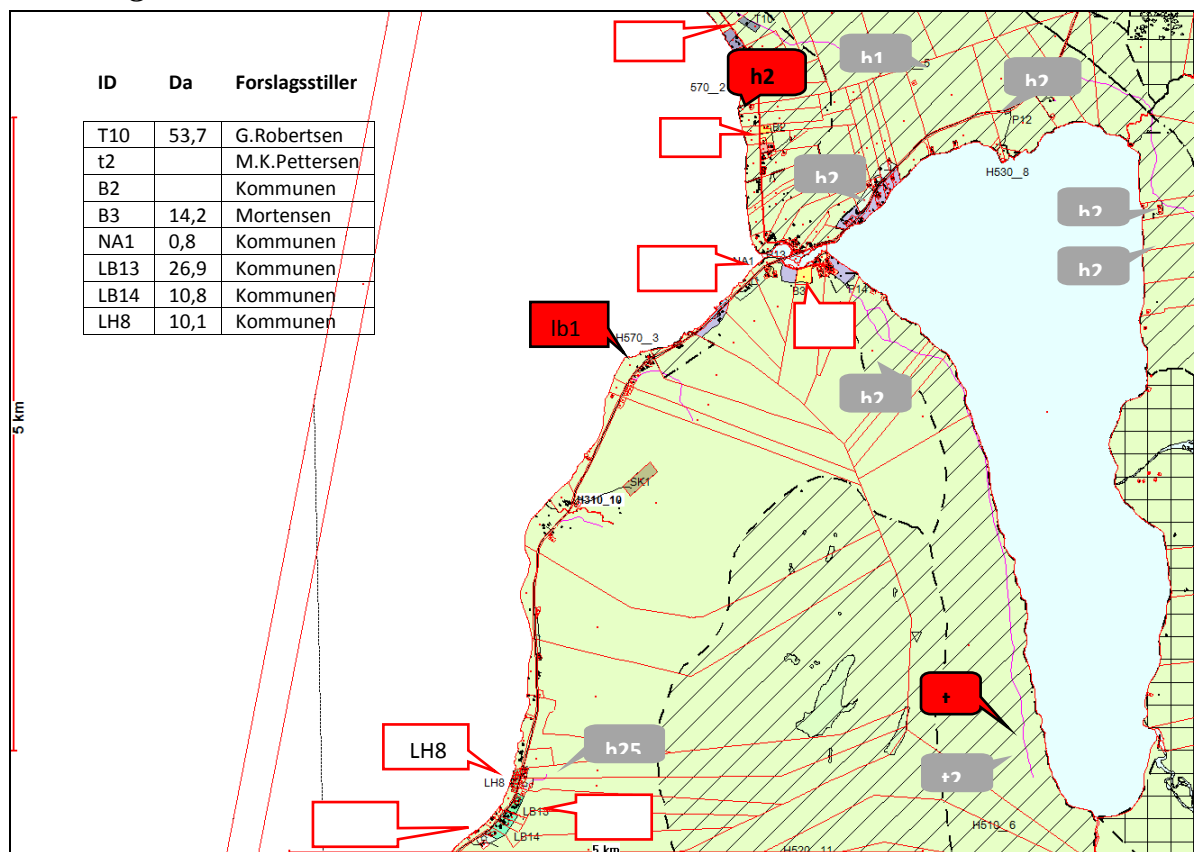 ID Da Forslagsstiller
T10 53,7 G.Robertsen
t2 M.K.Pettersen
B2 Kommunen
B3 14,2 Mortensen
NA1 0,8 Kommunen
LB13 26,9 Kommunen
LB14 10,8 Kommunen
LH8 10,1 Kommunen
T10
h1
h2
570_2
h2
P12
B2
H530_8
h2
h2
h2
NA1
B3
P14
lb1
H570_3
h2
5 km
SK1
H310_10
LH8
h25
t2
LH8
LB13
LB14
H510_6
H520_11
5 km